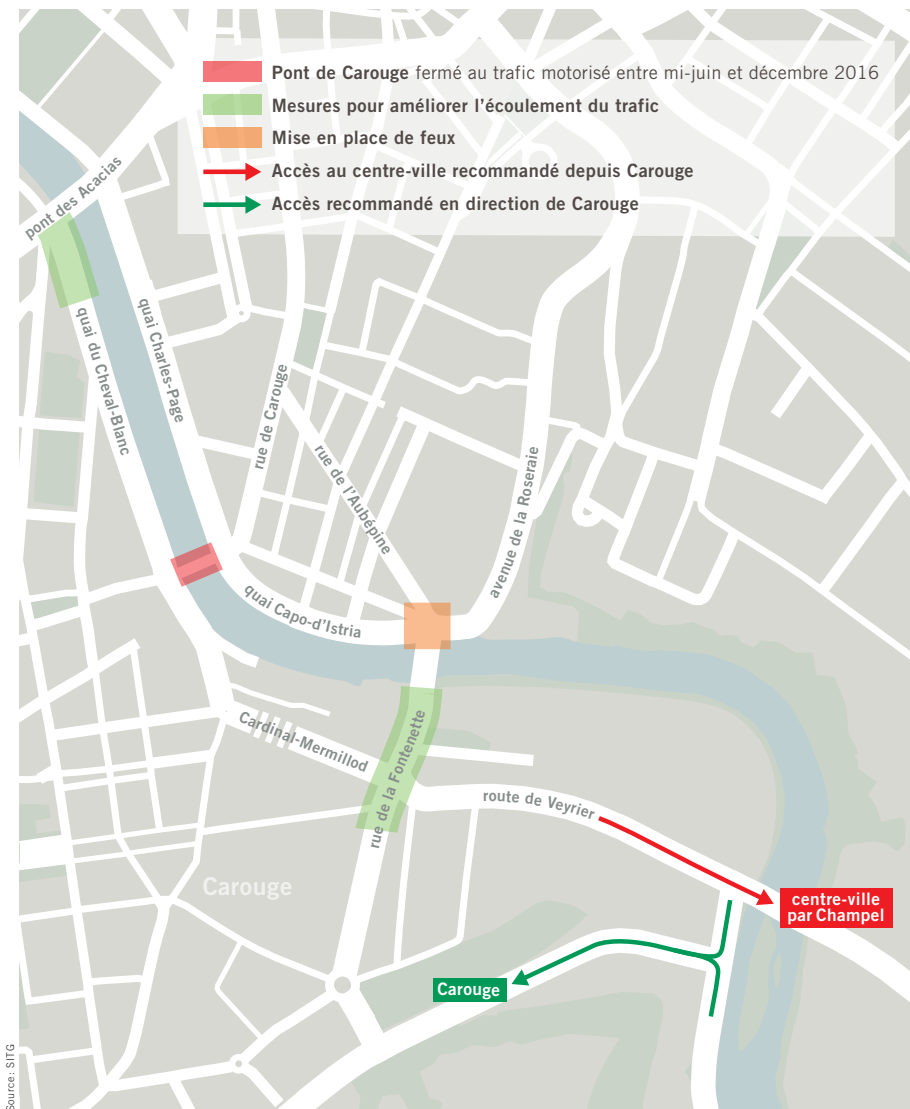 Pont de Carouge fermé au trafic motorisé entre mi-juin et décembre 2016
Mesures pour améliorer l'écoulement du trafic
Mise en place de feux
Accès au centre-ville recommandé depuis Carouge
Accès recommandé en direction de Carouge
pont des Acacias
quai du Cheval-Blanc
quai Charles-Page
rue de Carouge
rue de l'Aubépine
avenue de la Roseraie
quai Capo-d'Istria
Cardinal-Mermillod
rue de la Fontenette
route de Veyrier
Carouge
centre-ville
par Champel
Carouge
Source: SITG